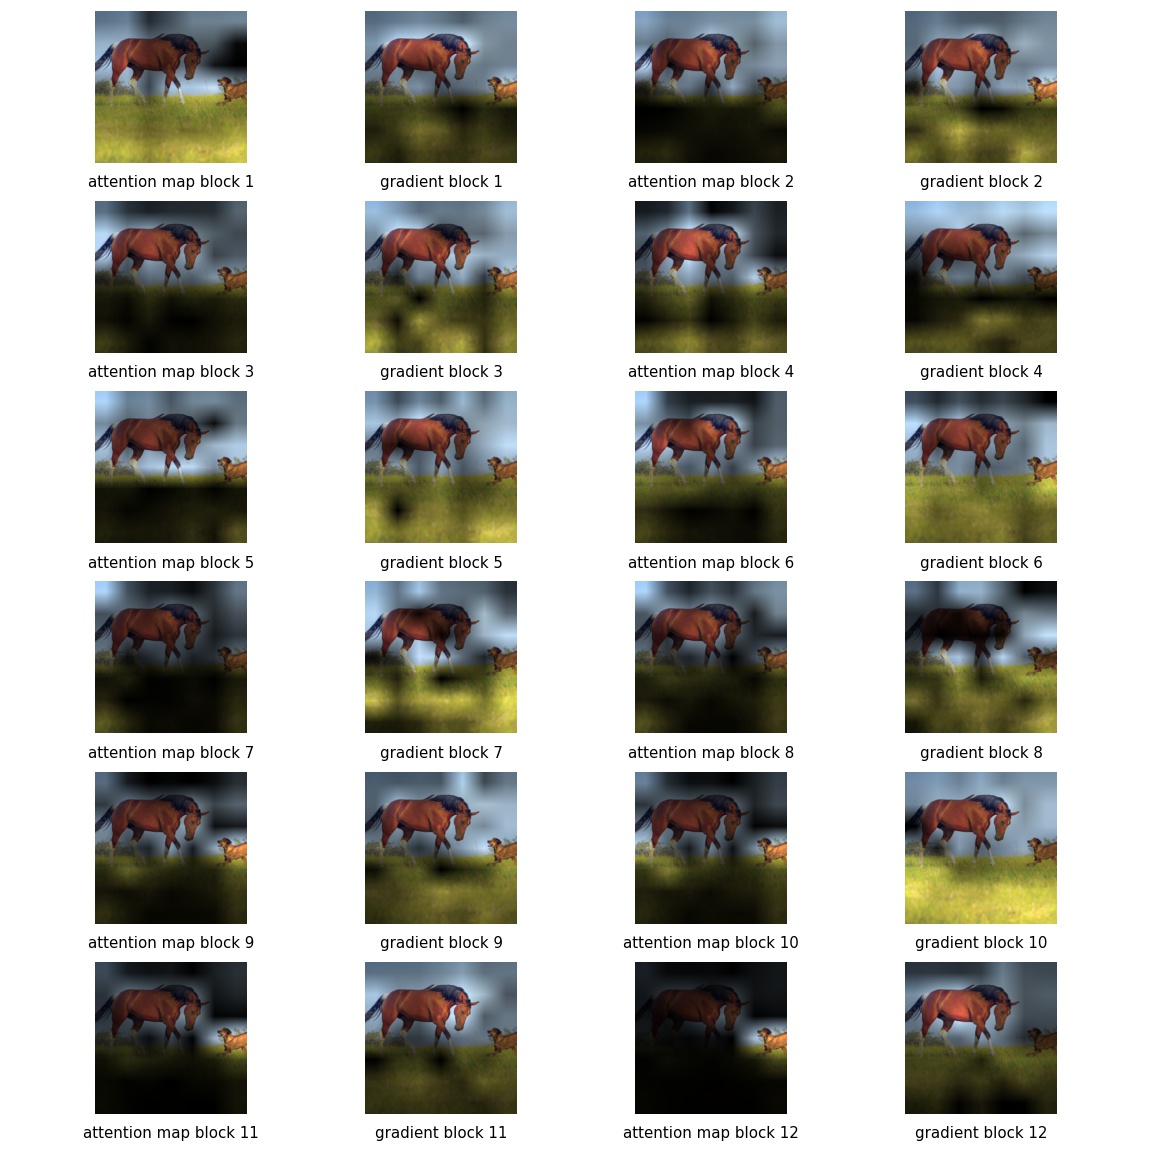 attention map block 1
gradient block 1
attention map block 2
gradient block 2
attention map block 3
gradient block 3
attention map block 4
gradient block 4
attention map block 5
gradient block 5
attention map block 6
gradient block 6
attention map block 7
gradient block 7
attention map block 8
gradient block 8
attention map block 9
gradient block 9
attention map block 10
gradient block 10
attention map block 11
gradient block 11
attention map block 12
gradient block 12